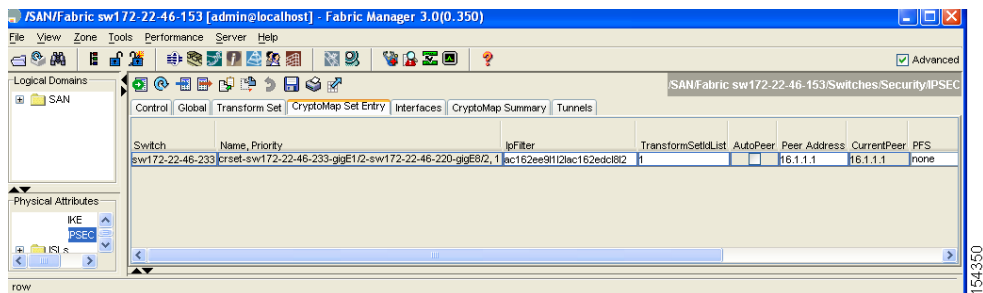 /SAN/Fabric sw172-22-46-153 [admin@localhost] - Fabric Manager 3.0(0.350)
File View Zone Tools Performance Server Help
Advanced
Logical Domains
SAN
/SAN/Fabric sw172-22-46-153/Switches/Security/IPSEC
Control Global Transform Set CryptoMap Set Entry Interfaces CryptoMap Summary Tunnels
Switch Name, Priority IpFilter TransformSetIdList AutoPeer Peer Address CurrentPeer PFS
sw172-22-46-233 crset-sw172-22-46-233-gigE1/2-sw172-22-46-220-gigE8/2, 1 1 16.1.1.1 16.1.1.1 none
Physical Attributes
IKE
IPSEC
ISLs
row
154350